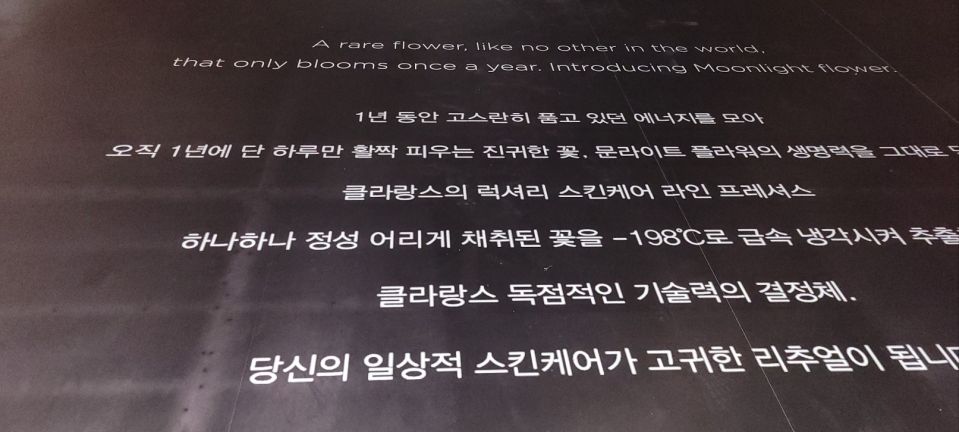 A rare flower, like no other in the world,
that only blooms once a year. Introducing Moonlight flower.
1년 동안 고스란히 품고 있던 에너지를 모아
오직 1년에 단 하루만 활짝 피우는 진귀한 꽃, 문라이트 플라워의 생명력을 그대로
클라랑스의 럭셔리 스킨케어 라인 프레셔스
하나하나 정성 어리게 채취된 꽃을 -198℃로 급속 냉각시켜
클라랑스 독점적인 기술력의 결정체.
당신의 일상적 스킨케어가 고귀한 리추얼이